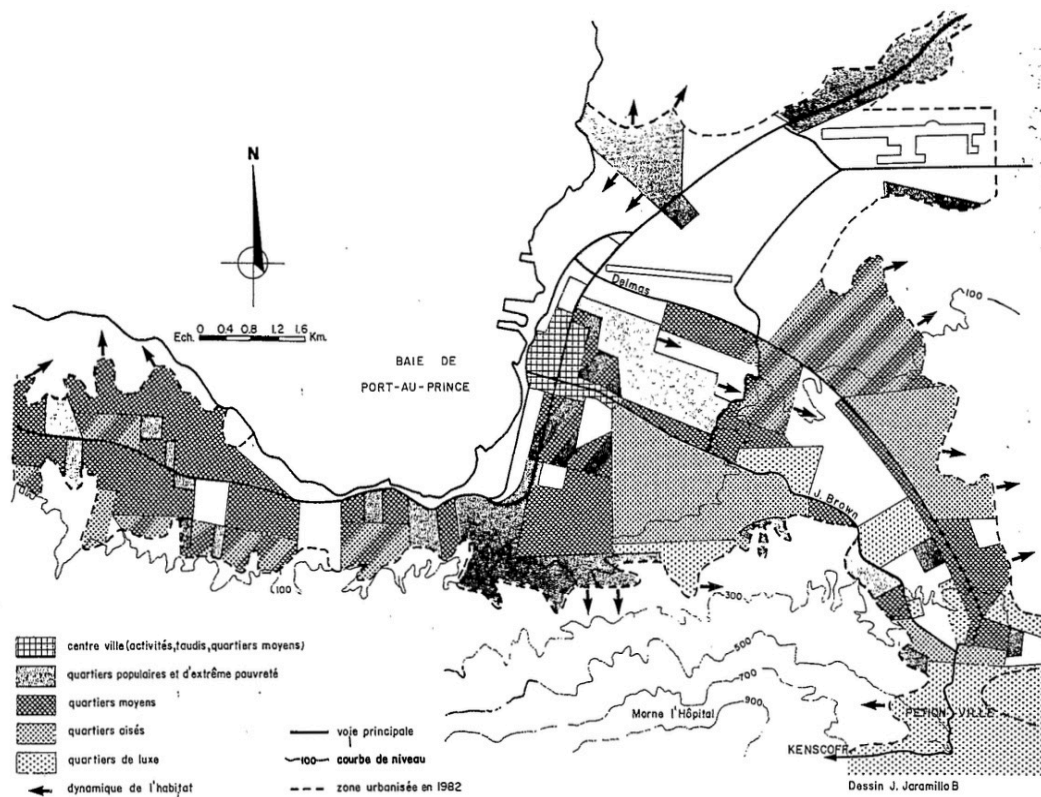 N
Ech. 0 0.4 0.8 1.2 1.6 Km.
BAIE DE
PORT-AU-PRINCE
Delmas
J. Brown
100
100
300
500
700
900
Morne l'Hôpital
PETION-VILLE
KENSCOFF
centre ville (activités, taudis, quartiers moyens)
quartiers populaires et d'extrême pauvreté
quartiers moyens
quartiers aisés
quartiers de luxe
dynamique de l'habitat
voie principale
100 courbe de niveau
zone urbanisée en 1982
Dessin J. Jaramillo B